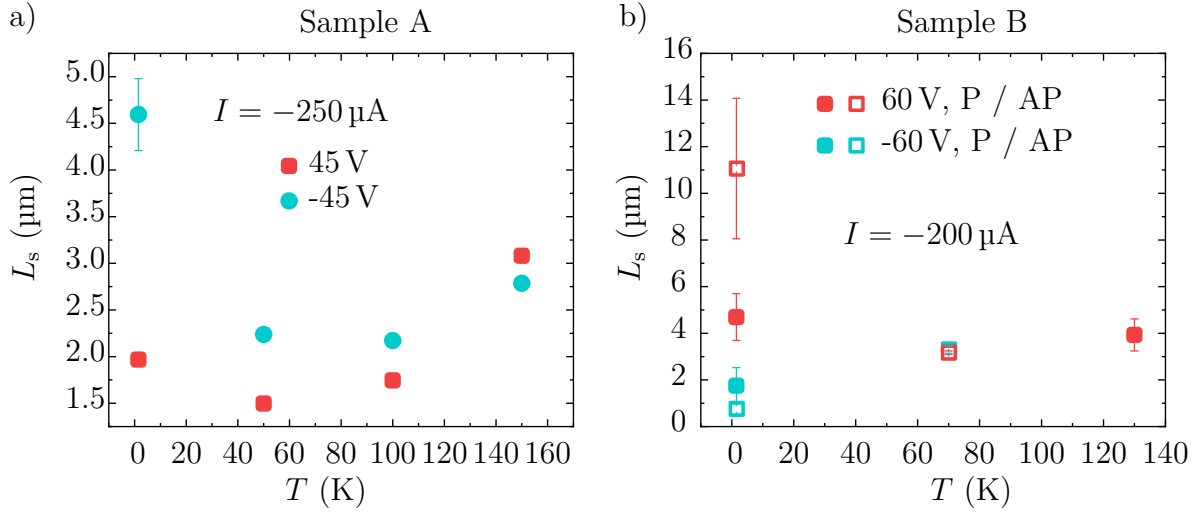 a)
Sample A
5.0
4.5
4.0
3.5
3.0
2.5
2.0
1.5
L_s (µm)
I = −250 µA
45 V
-45 V
0 20 40 60 80 100 120 140 160
T (K)
b)
Sample B
16
14
12
10
8
6
4
2
0
L_s (µm)
60 V, P / AP
-60 V, P / AP
I = −200 µA
0 20 40 60 80 100 120 140
T (K)